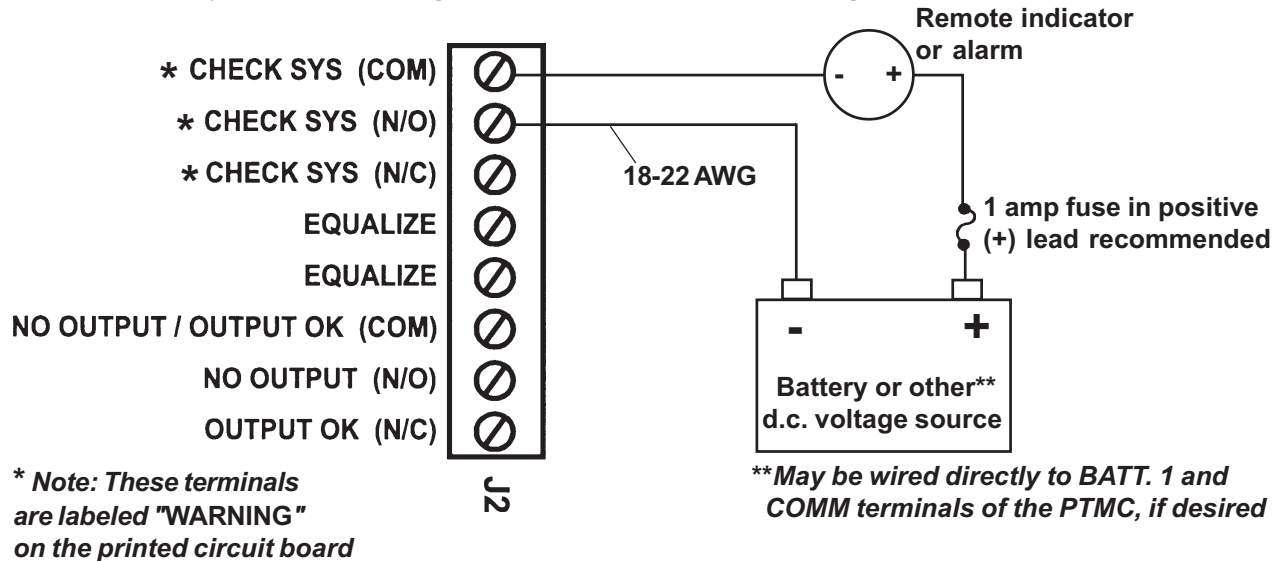 Remote indicator
or alarm
* CHECK SYS (COM)
* CHECK SYS (N/O)
* CHECK SYS (N/C)
EQUALIZE
EQUALIZE
NO OUTPUT / OUTPUT OK (COM)
NO OUTPUT (N/O)
OUTPUT OK (N/C)
J2
- +
18-22 AWG
1 amp fuse in positive
(+) lead recommended
- +
Battery or other**
d.c. voltage source
* Note: These terminals
are labeled "WARNING"
on the printed circuit board
**May be wired directly to BATT. 1 and
COMM terminals of the PTMC, if desired